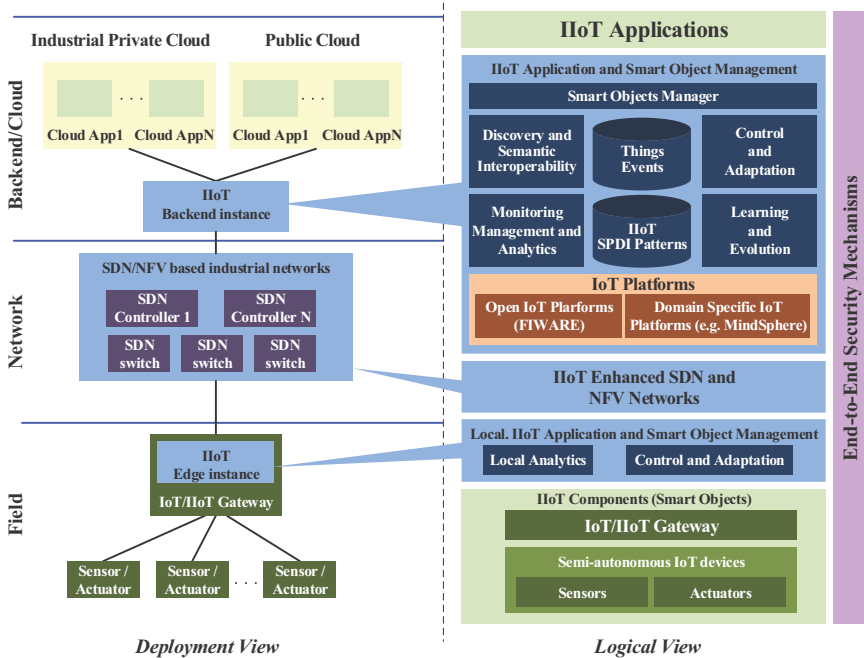 Backend/Cloud
Industrial Private Cloud
Public Cloud
. . .
. . .
Cloud App1
Cloud AppN
Cloud App1
Cloud AppN
IIoT
Backend instance
Network
SDN/NFV based industrial networks
SDN
Controller 1
SDN
Controller N
SDN
switch
SDN
switch
SDN
switch
Field
IIoT
Edge instance
IoT/IIoT Gateway
Sensor /
Actuator
Sensor /
Actuator
. . .
Sensor /
Actuator
Deployment View
IIoT Applications
IIoT Application and Smart Object Management
Smart Objects Manager
Discovery and
Semantic
Interoperability
Things
Events
Control
and
Adaptation
Monitoring
Management and
Analytics
IIoT
SPDI Patterns
Learning
and
Evolution
IoT Platforms
Open IoT Plarforms
(FIWARE)
Domain Specific IoT
Platforms (e.g. MindSphere)
IIoT Enhanced SDN and
NFV Networks
Local. IIoT Application and Smart Object Management
Local Analytics
Control and Adaptation
IIoT Components (Smart Objects)
IoT/IIoT Gateway
Semi-autonomous IoT devices
Sensors
Actuators
Logical View
End-to-End Security Mechanisms